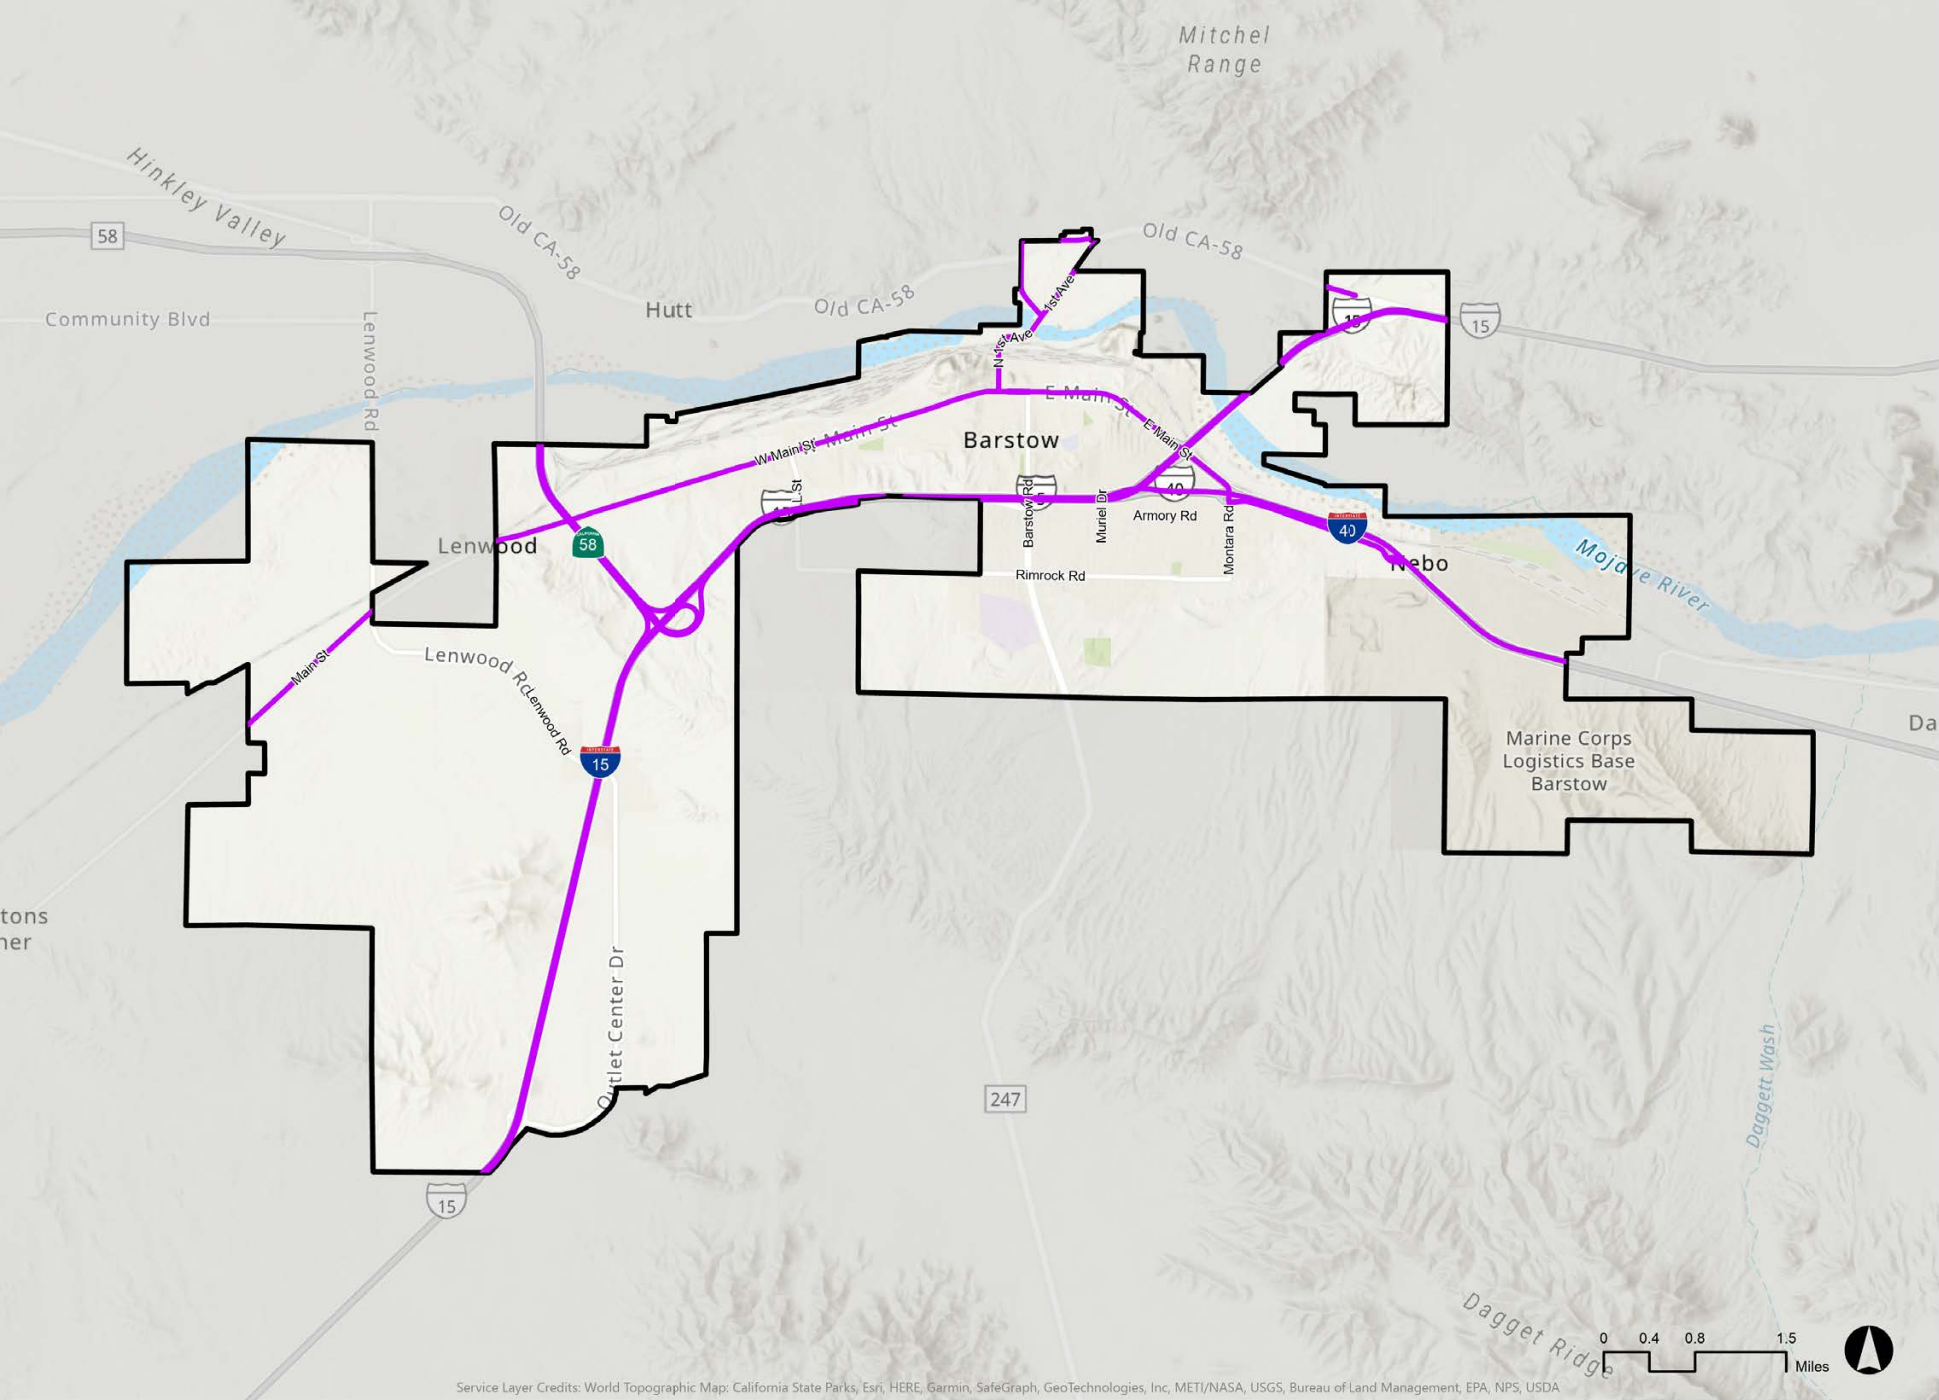 Mitchel
Range
Hinkley Valley
58
Old CA-58
Old CA-58
Old CA-58
Hutt
Community Blvd
Lenwood Rd
1st Ave
N 1st Ave
15
15
E Main St
W Main St
W Main St
E Main St
Barstow
L-St
15
Barstow Rd
Muriel Dr
40
Armory Rd
Montara Rd
INTERSTATE
40
Nebo
Mojave River
Lenwood
CALIFORNIA
58
Rimrock Rd
Main St
Lenwood Rd
Lenwood Rd
INTERSTATE
15
Marine Corps
Logistics Base
Barstow
Da
tons
ner
Outlet Center Dr
247
Daggett Wash
15
Dagget Ridge
0 0.4 0.8 1.5
Miles
Service Layer Credits: World Topographic Map: California State Parks, Esri, HERE, Garmin, SafeGraph, GeoTechnologies, Inc, METI/NASA, USGS, Bureau of Land Management, EPA, NPS, USDA